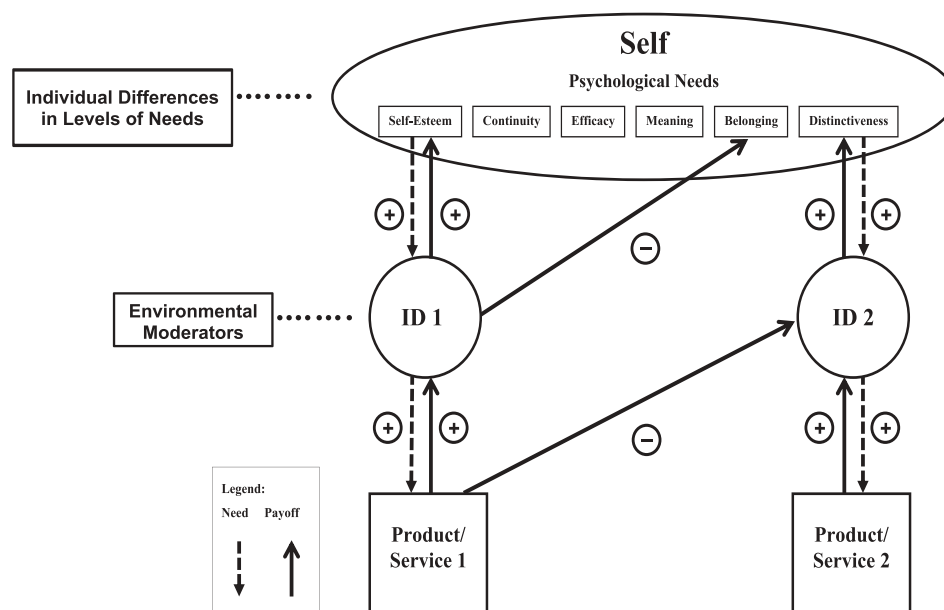 Self
Psychological Needs
Individual Differences
in Levels of Needs
Self-Esteem
Continuity
Efficacy
Meaning
Belonging
Distinctiveness
+
+
+
+
−
Environmental
Moderators
ID 1
ID 2
+
+
+
+
−
Legend:
Need Payoff
Product/
Service 1
Product/
Service 2